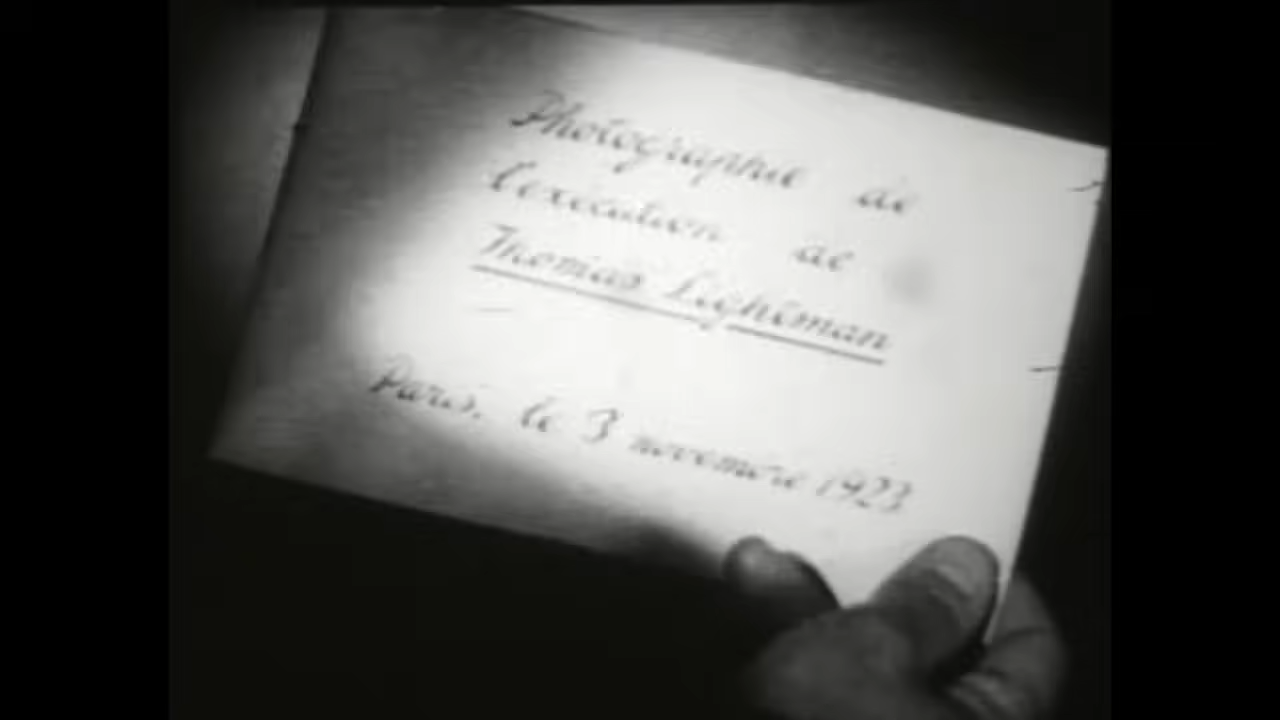 Photographie de
l'exécution de
Thomas Lightman
Paris, le 3 novembre 1923